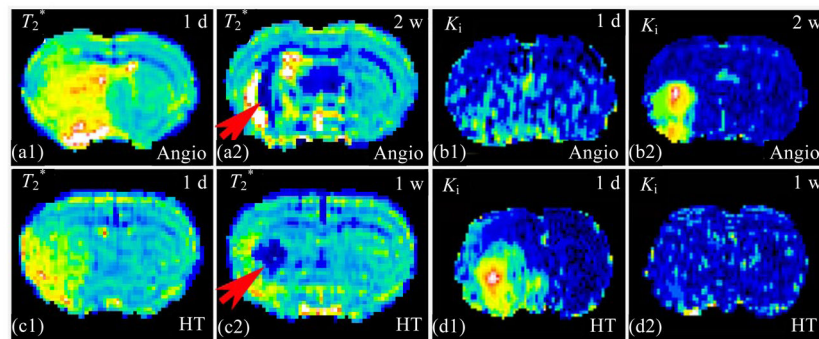 T₂* 1 d
(a1) Angio
T₂* 2 w
(a2) Angio
Kᵢ 1 d
(b1) Angio
Kᵢ 2 w
(b2) Angio
T₂* 1 d
(c1) HT
T₂* 1 w
(c2) HT
Kᵢ 1 d
(d1) HT
Kᵢ 1 w
(d2) HT